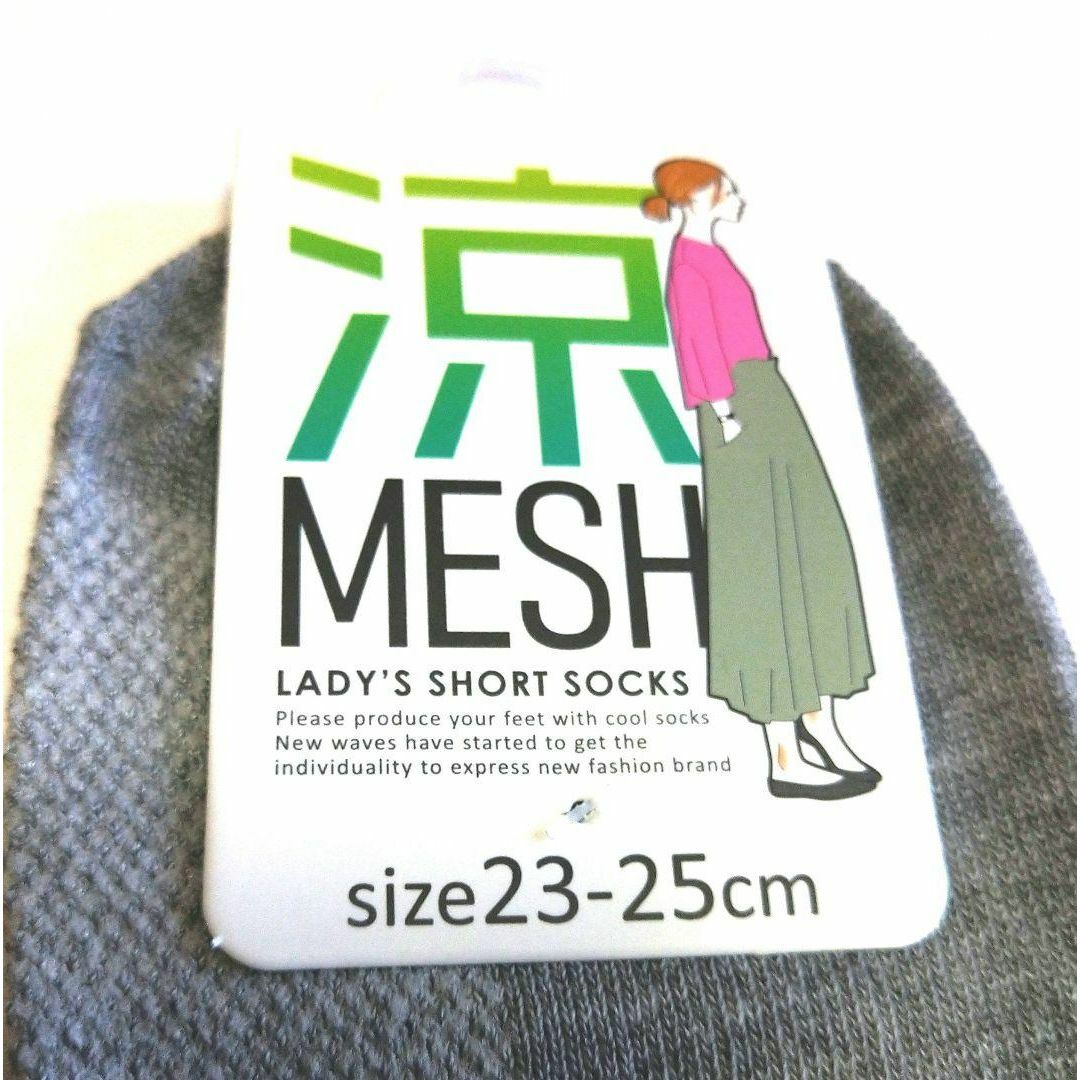 涼
MESH
LADY'S SHORT SOCKS
Please produce your feet with cool socks
New waves have started to get the
individuality to express new fashion brand
size23-25cm